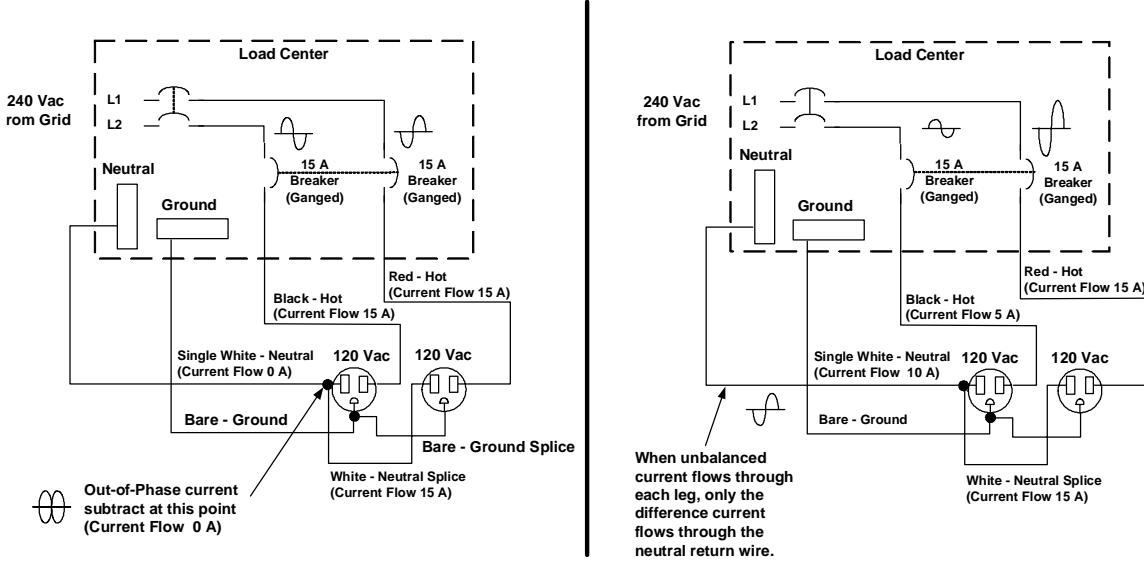 Load Center
240 Vac
rom Grid
L1
L2
Neutral
Ground
15 A
Breaker
(Ganged)
15 A
Breaker
(Ganged)
Red - Hot
(Current Flow 15 A)
Black - Hot
(Current Flow 15 A)
Single White - Neutral
(Current Flow 0 A)
120 Vac
120 Vac
Bare - Ground
Bare - Ground Splice
White - Neutral Splice
(Current Flow 15 A)
Out-of-Phase current
subtract at this point
(Current Flow 0 A)
Load Center
240 Vac
from Grid
L1
L2
Neutral
Ground
15 A
Breaker
(Ganged)
15 A
Breaker
(Ganged)
Red - Hot
(Current Flow 15 A)
Black - Hot
(Current Flow 5 A)
Single White - Neutral
(Current Flow 10 A)
120 Vac
120 Vac
Bare - Ground
White - Neutral Splice
(Current Flow 15 A)
When unbalanced
current flows through
each leg, only the
difference current
flows through the
neutral return wire.